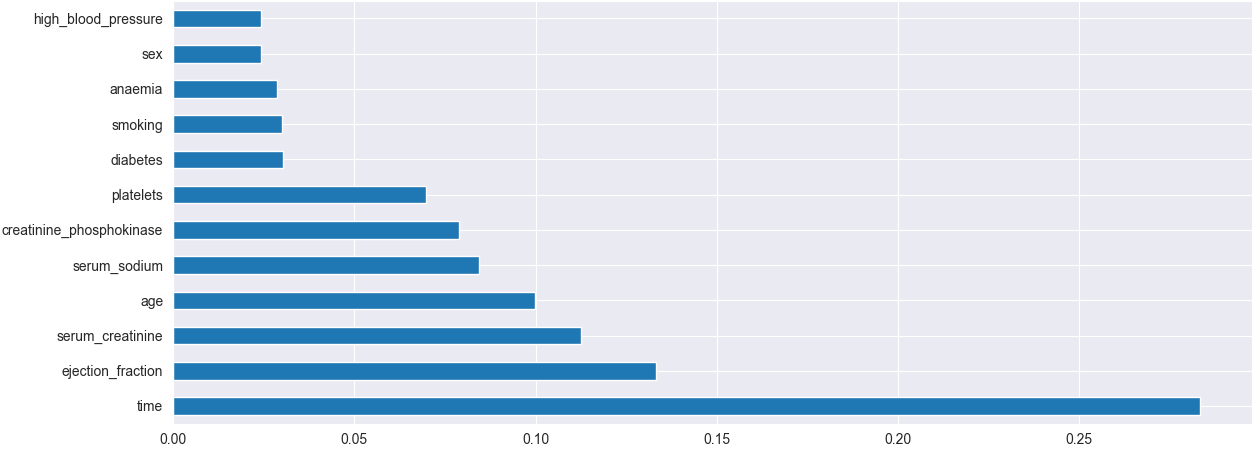 high_blood_pressure
sex
anaemia
smoking
diabetes
platelets
creatinine_phosphokinase
serum_sodium
age
serum_creatinine
ejection_fraction
time
0.00 0.05 0.10 0.15 0.20 0.25